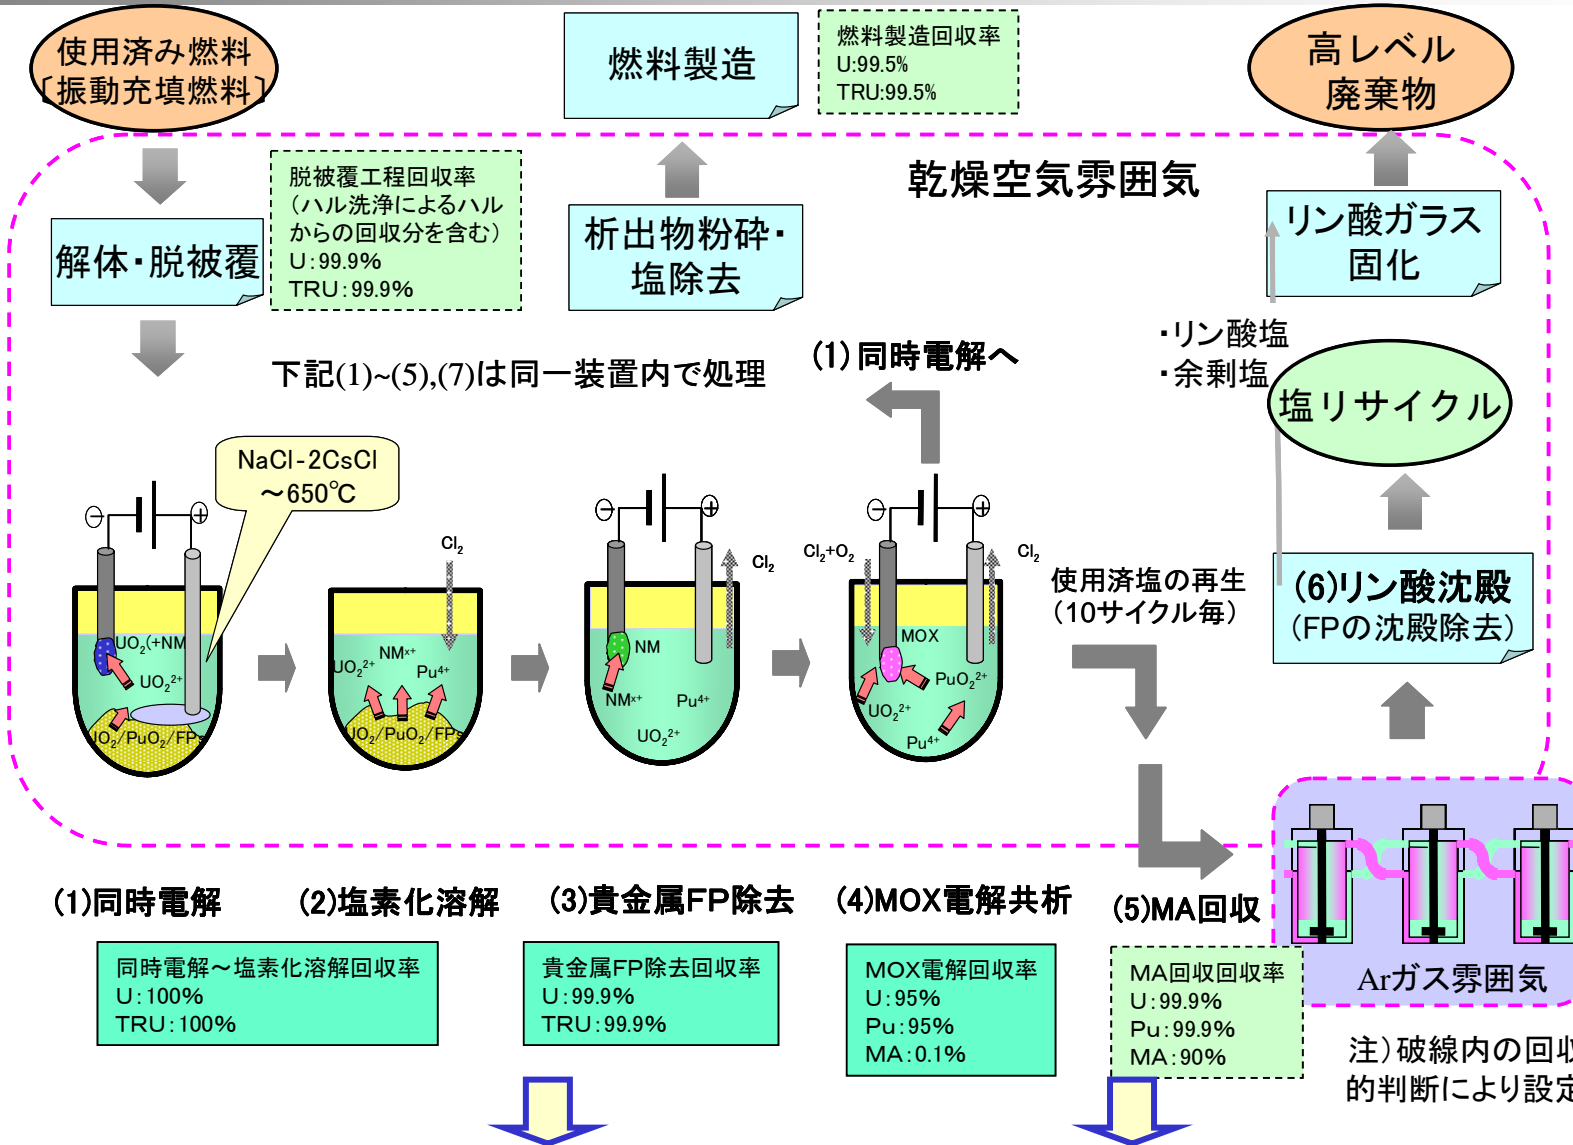 使用済み燃料
〔振動充填燃料〕
燃料製造
燃料製造回収率
U:99.5%
TRU:99.5%
高レベル
廃棄物
乾燥空気雰囲気
解体・脱被覆
脱被覆工程回収率
(ハル洗浄によるハル
からの回収分を含む)
U:99.9%
TRU:99.9%
析出物粉砕・
塩除去
リン酸ガラス
固化
・リン酸塩
・余剰塩
塩リサイクル
下記(1)~(5),(7)は同一装置内で処理
(1)同時電解へ
NaCl-2CsCl
～650℃
⊖ ⊕
UO₂(+NM
UO₂²⁺
UO₂/PuO₂/FPs
Cl₂
UO₂²⁺
NMˣ⁺
Pu⁴⁺
UO₂/PuO₂/FPs
⊖ ⊕
Cl₂
NM
NMˣ⁺
Pu⁴⁺
UO₂²⁺
⊖ ⊕
Cl₂+O₂
Cl₂
MOX
PuO₂²⁺
UO₂²⁺
Pu⁴⁺
使用済塩の再生
(10サイクル毎)
(6)リン酸沈殿
(FPの沈殿除去)
(1)同時電解
(2)塩素化溶解
(3)貴金属FP除去
(4)MOX電解共析
(5)MA回収
Arガス雰囲気
同時電解～塩素化溶解回収率
U:100%
TRU:100%
貴金属FP除去回収率
U:99.9%
TRU:99.9%
MOX電解回収率
U:95%
Pu:95%
MA:0.1%
MA回収回収率
U:99.9%
Pu:99.9%
MA:90%
注)破線内の回収
的判断により設定